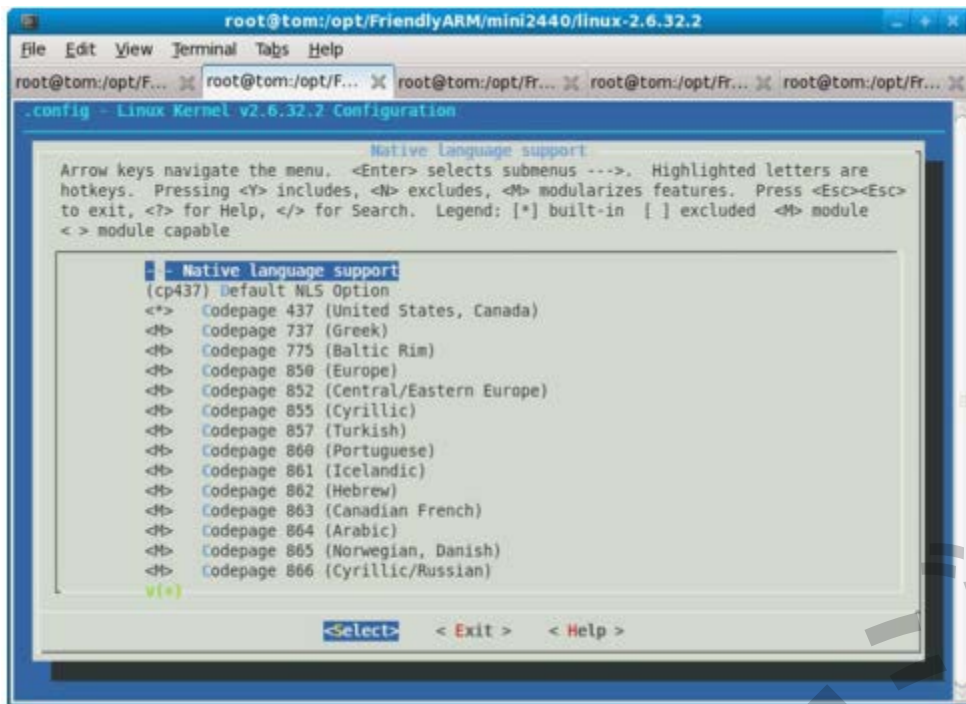 root@tom:/opt/FriendlyARM/mini2440/linux-2.6.32.2
File Edit View Terminal Tabs Help
root@tom:/opt/F... root@tom:/opt/F... root@tom:/opt/Fr... root@tom:/opt/Fr... root@tom:/opt/Fr...
.config - Linux Kernel v2.6.32.2 Configuration
Native language support
Arrow keys navigate the menu. <Enter> selects submenus --->. Highlighted letters are
hotkeys. Pressing <Y> includes, <N> excludes, <M> modularizes features. Press <Esc><Esc>
to exit, <?> for Help, </> for Search. Legend: [*] built-in [ ] excluded <M> module
< > module capable
- - Native language support
(cp437) Default NLS Option
<*> Codepage 437 (United States, Canada)
<M> Codepage 737 (Greek)
<M> Codepage 775 (Baltic Rim)
<M> Codepage 850 (Europe)
<M> Codepage 852 (Central/Eastern Europe)
<M> Codepage 855 (Cyrillic)
<M> Codepage 857 (Turkish)
<M> Codepage 860 (Portuguese)
<M> Codepage 861 (Icelandic)
<M> Codepage 862 (Hebrew)
<M> Codepage 863 (Canadian French)
<M> Codepage 864 (Arabic)
<M> Codepage 865 (Norwegian, Danish)
<M> Codepage 866 (Cyrillic/Russian)
v(+)
<Select> < Exit > < Help >